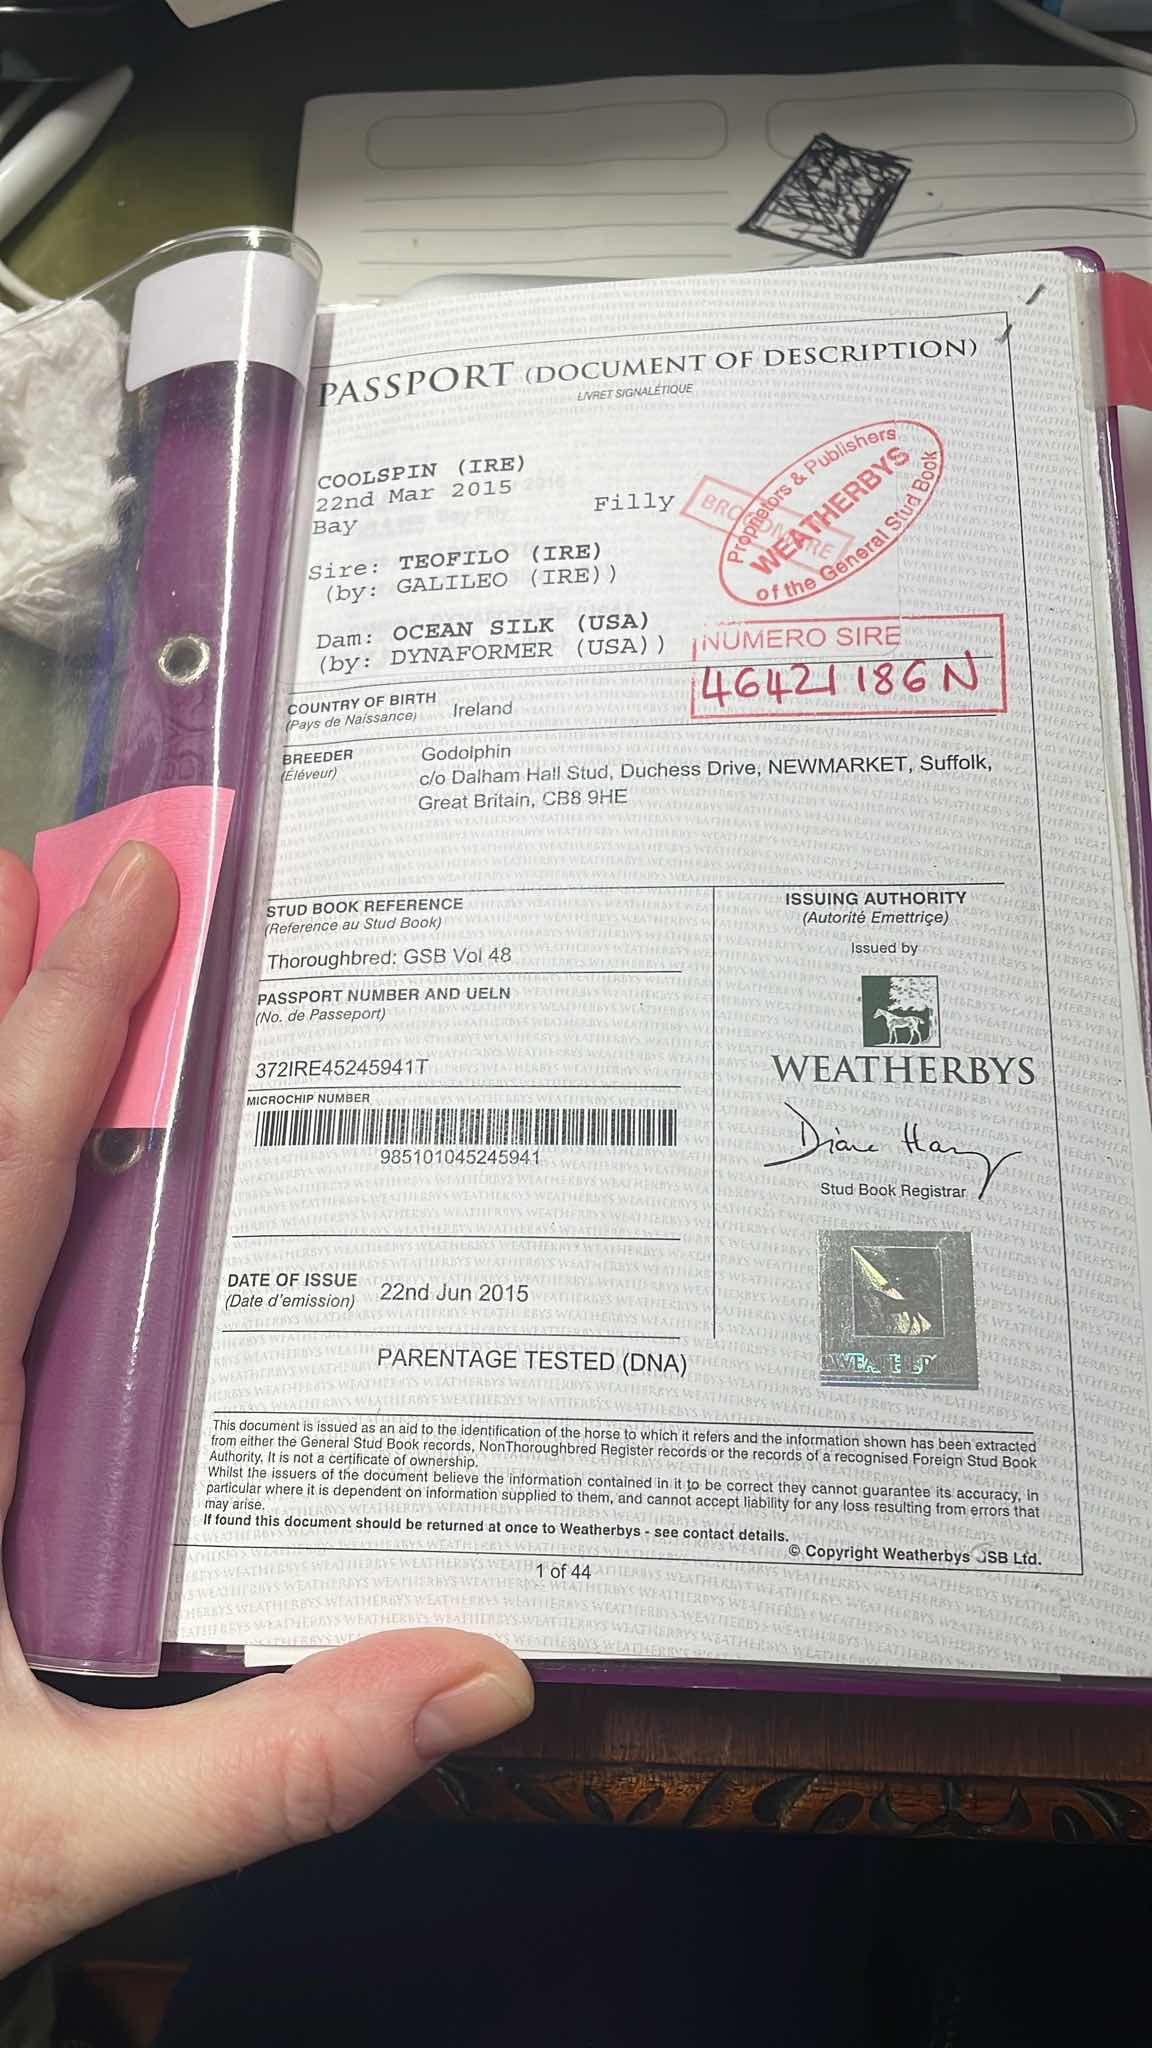 PASSPORT (DOCUMENT OF DESCRIPTION)
LIVRET SIGNALÉTIQUE
COOLSPIN (IRE)
22nd Mar 2015
Filly
Bay
Sire: TEOFILO (IRE)
(by: GALILEO (IRE))
Dam: OCEAN SILK (USA)
(by: DYNAFORMER (USA))
Proprietors & Publishers
WEATHERBYS
of the General Stud Book
BROODMARE
NUMERO SIRE
46421186N
COUNTRY OF BIRTH Ireland
(Pays de Naissance)
BREEDER Godolphin
(Éléveur) c/o Dalham Hall Stud, Duchess Drive, NEWMARKET, Suffolk,
Great Britain, CB8 9HE
STUD BOOK REFERENCE
(Reference au Stud Book)
Thoroughbred: GSB Vol 48
PASSPORT NUMBER AND UELN
(No. de Passeport)
372IRE45245941T
MICROCHIP NUMBER
985101045245941
DATE OF ISSUE 22nd Jun 2015
(Date d'emission)
ISSUING AUTHORITY
(Autorité Emettriçe)
Issued by
WEATHERBYS
Stud Book Registrar
WEATHERBYS
PARENTAGE TESTED (DNA)
This document is issued as an aid to the identification of the horse to which it refers and the information shown has been extracted
from either the General Stud Book records, NonThoroughbred Register records or the records of a recognised Foreign Stud Book
Authority. It is not a certificate of ownership.
Whilst the issuers of the document believe the information contained in it to be correct they cannot guarantee its accuracy, in
particular where it is dependent on information supplied to them, and cannot accept liability for any loss resulting from errors that
may arise.
If found this document should be returned at once to Weatherbys - see contact details.
© Copyright Weatherbys GSB Ltd.
1 of 44